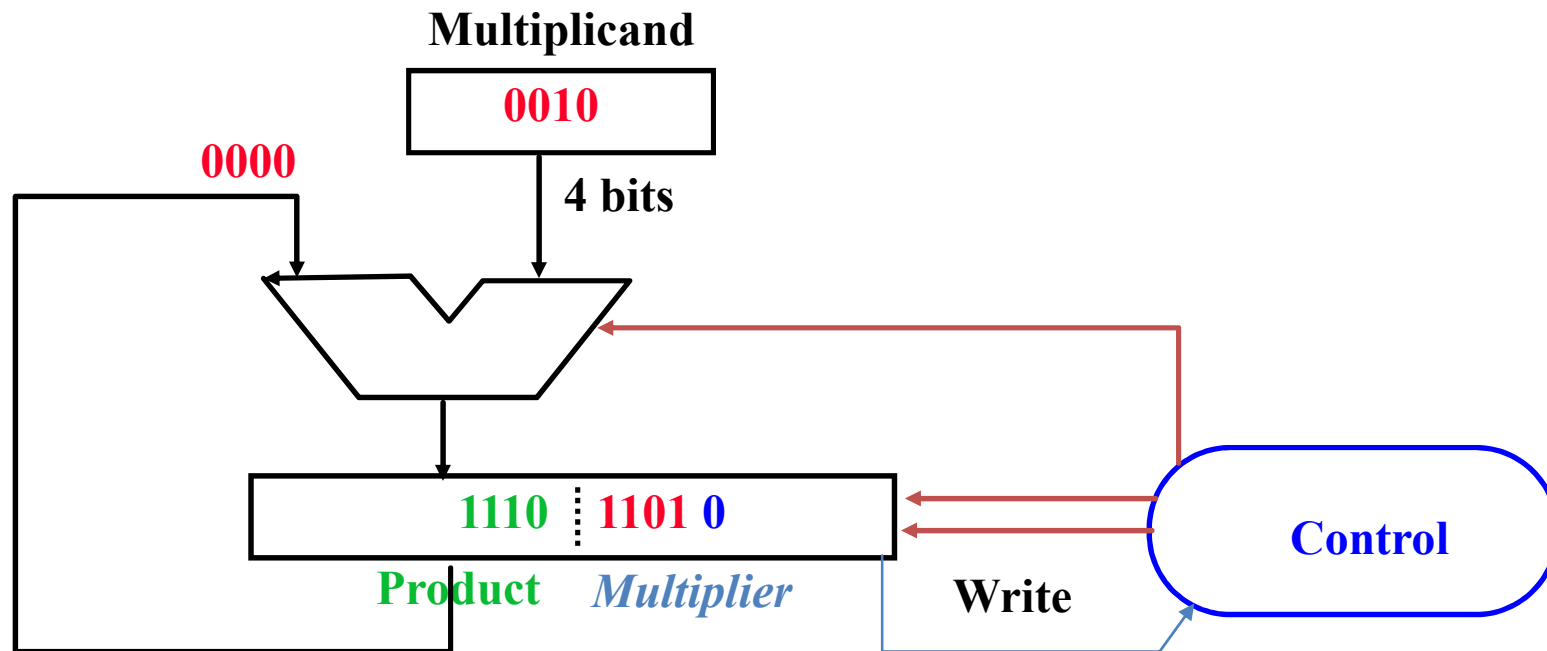 Multiplicand
0010
0000
4 bits
1110 1101 0
Control
Product Multiplier
Write